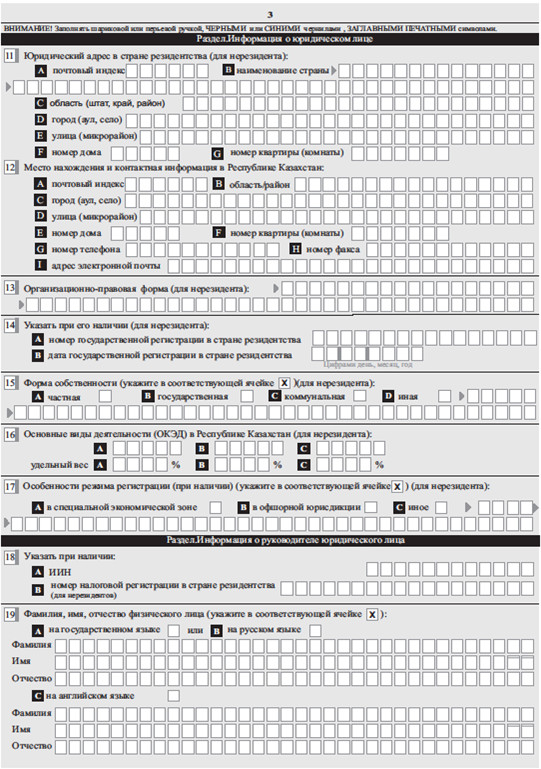 3
ВНИМАНИЕ! Заполнять шариковой или перьевой ручкой, ЧЕРНЫМИ или СИНИМИ чернилами , ЗАГЛАВНЫМИ ПЕЧАТНЫМИ символами.
Раздел.Информация о юридическом лице
11 Юридический адрес в стране резидентства (для нерезидента):
A почтовый индекс B наименование страны
C область (штат, край, район)
D город (аул, село)
E улица (микрорайон)
F номер дома G номер квартиры (комнаты)
12 Место нахождения и контактная информация в Республике Казахстан:
A почтовый индекс B область/район
C город (аул, село)
D улица (микрорайон)
E номер дома F номер квартиры (комнаты)
G номер телефона H номер факса
I адрес электронной почты
13 Организационно-правовая форма (для нерезидента):
14 Указать при его наличии (для нерезидента):
A номер государственной регистрации в стране резидентства
B дата государственной регистрации в стране резидентства
Цифрами день, месяц, год
15 Форма собственности (укажите в соответствующей ячейке X )(для нерезидента):
A частная B государственная C коммунальная D иная
16 Основные виды деятельности (ОКЭД) в Республике Казахстан (для нерезидента):
A B C
удельный вес A % B % C %
17 Особенности режима регистрации (при наличии) (укажите в соответствующей ячейке X ) (для нерезидента):
A в специальной экономической зоне B в офшорной юрисдикции C иное
Раздел.Информация о руководителе юридического лица
18 Указать при наличии:
A ИИН
B номер налоговой регистрации в стране резидентства
(для нерезидентов)
19 Фамилия, имя, отчество физического лица (укажите в соответствующей ячейке X ):
A на государственном языке или B на русском языке
Фамилия
Имя
Отчество
C на английском языке
Фамилия
Имя
Отчество